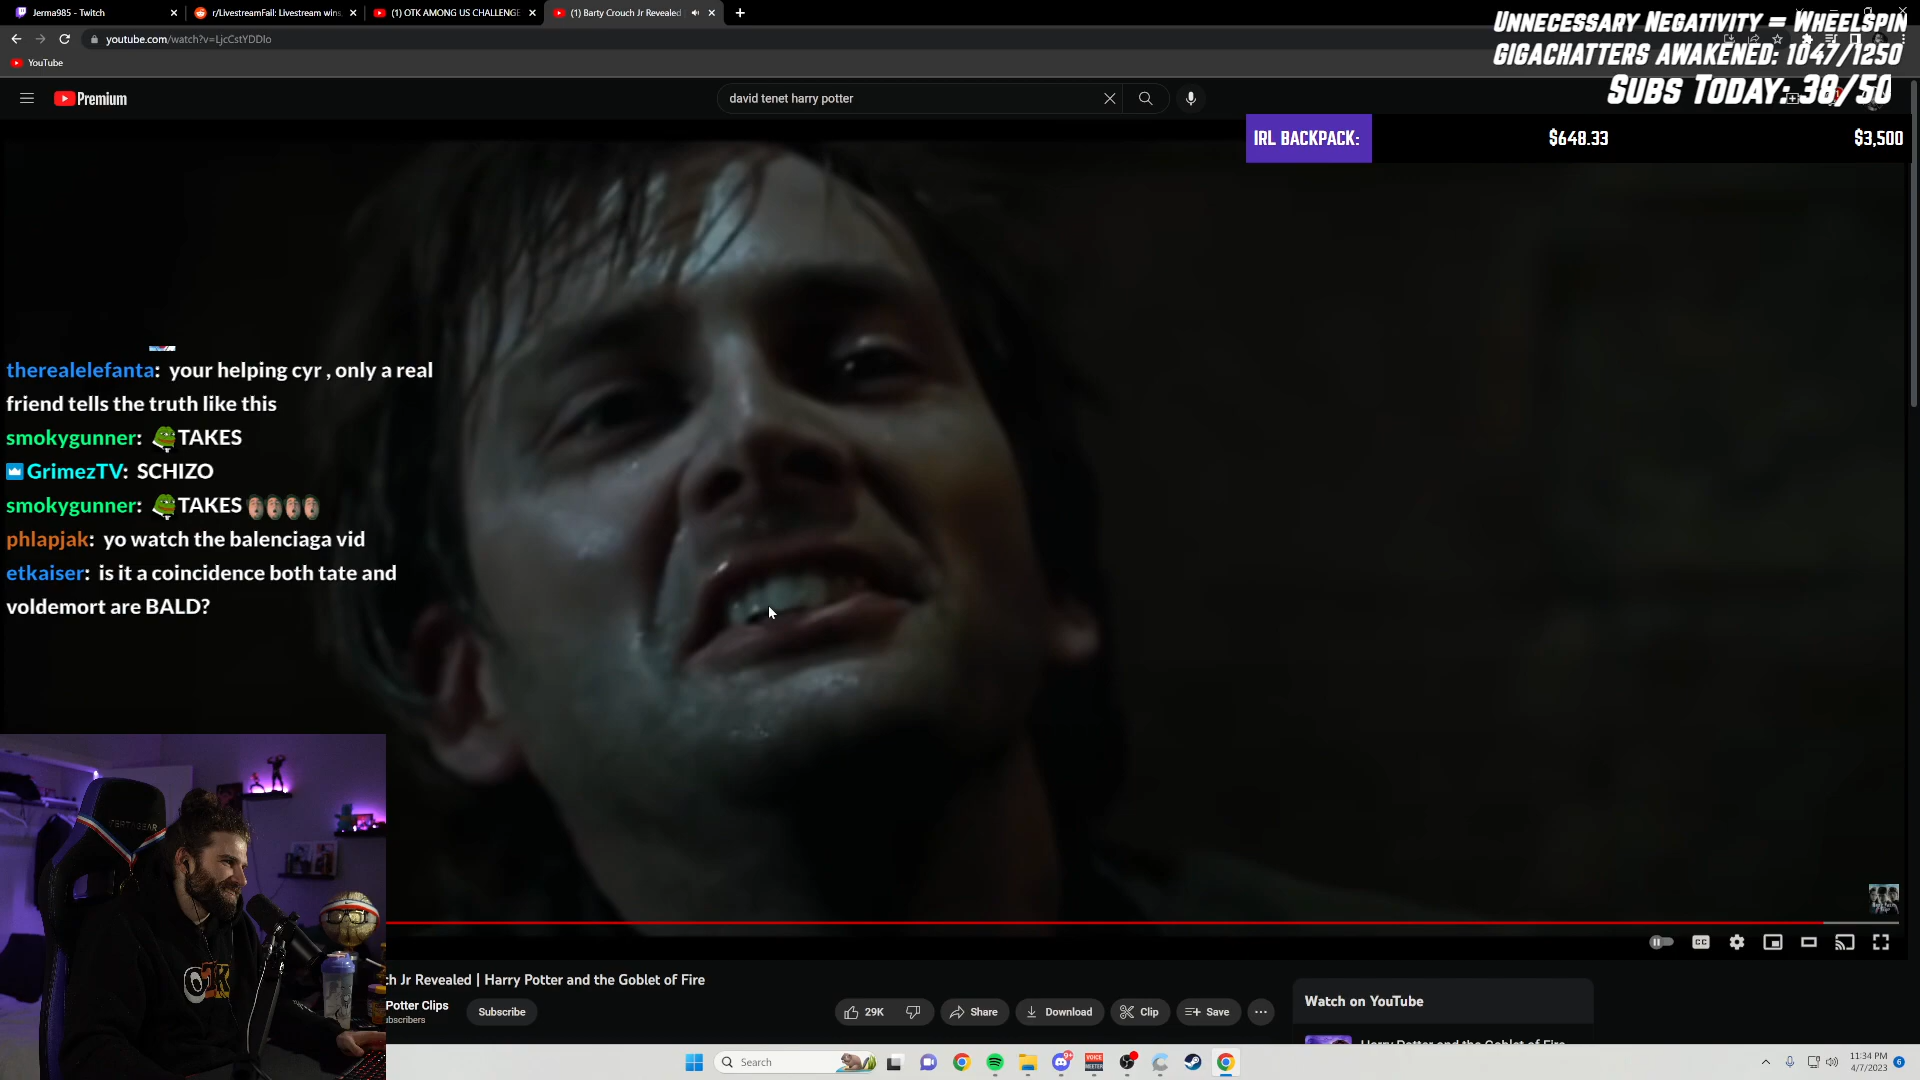 Jerma985 - Twitch
r/LivestreamFail: Livestream wins,
(1) OTK AMONG US CHALLENGE
(1) Barty Crouch Jr Revealed
youtube.com/watch?v=LjcCstYDDlo
YouTube
Unnecessary Negativity = Wheelspin
GIGACHATTERS AWAKENED: 1047/1250
Subs Today: 38/50
Premium
david tenet harry potter
IRL BACKPACK: $648.33 $3,500
therealelefanta: your helping cyr , only a real
friend tells the truth like this
smokygunner: TAKES
GrimezTV: SCHIZO
smokygunner: TAKES
phlapjak: yo watch the balenciaga vid
etkaiser: is it a coincidence both tate and
voldemort are BALD?
CC
ch Jr Revealed | Harry Potter and the Goblet of Fire
Potter Clips
bscribers
Subscribe
29K
Share
Download
Clip
Save
Watch on YouTube
Search
11:34 PM
4/7/2023
6